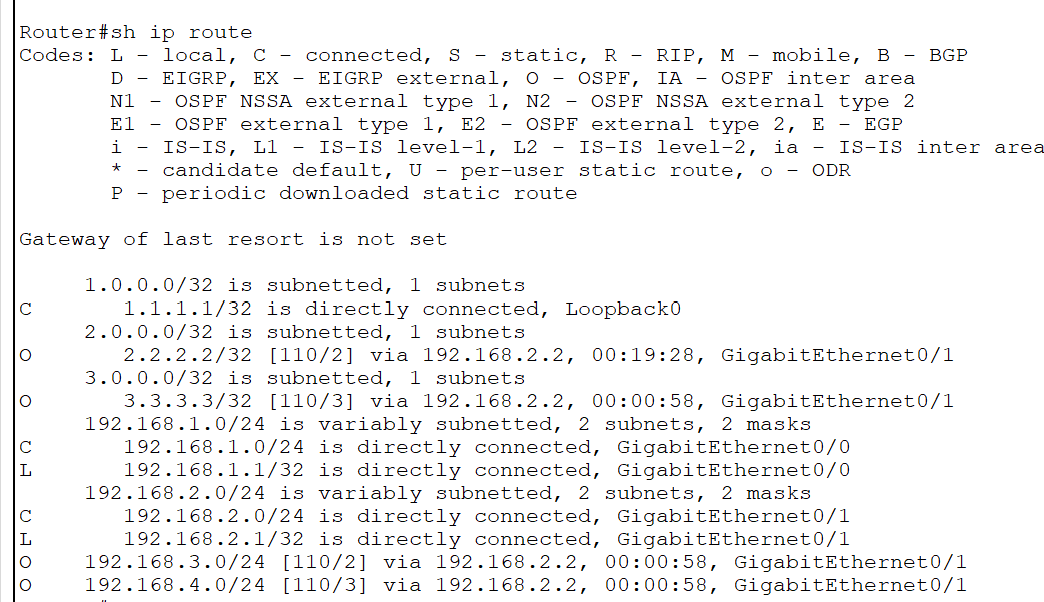 Router#sh ip route
Codes: L - local, C - connected, S - static, R - RIP, M - mobile, B - BGP
       D - EIGRP, EX - EIGRP external, O - OSPF, IA - OSPF inter area
       N1 - OSPF NSSA external type 1, N2 - OSPF NSSA external type 2
       E1 - OSPF external type 1, E2 - OSPF external type 2, E - EGP
       i - IS-IS, L1 - IS-IS level-1, L2 - IS-IS level-2, ia - IS-IS inter area
       * - candidate default, U - per-user static route, o - ODR
       P - periodic downloaded static route

Gateway of last resort is not set

     1.0.0.0/32 is subnetted, 1 subnets
C       1.1.1.1/32 is directly connected, Loopback0
     2.0.0.0/32 is subnetted, 1 subnets
O       2.2.2.2/32 [110/2] via 192.168.2.2, 00:19:28, GigabitEthernet0/1
     3.0.0.0/32 is subnetted, 1 subnets
O       3.3.3.3/32 [110/3] via 192.168.2.2, 00:00:58, GigabitEthernet0/1
     192.168.1.0/24 is variably subnetted, 2 subnets, 2 masks
C       192.168.1.0/24 is directly connected, GigabitEthernet0/0
L       192.168.1.1/32 is directly connected, GigabitEthernet0/0
     192.168.2.0/24 is variably subnetted, 2 subnets, 2 masks
C       192.168.2.0/24 is directly connected, GigabitEthernet0/1
L       192.168.2.1/32 is directly connected, GigabitEthernet0/1
O    192.168.3.0/24 [110/2] via 192.168.2.2, 00:00:58, GigabitEthernet0/1
O    192.168.4.0/24 [110/3] via 192.168.2.2, 00:00:58, GigabitEthernet0/1